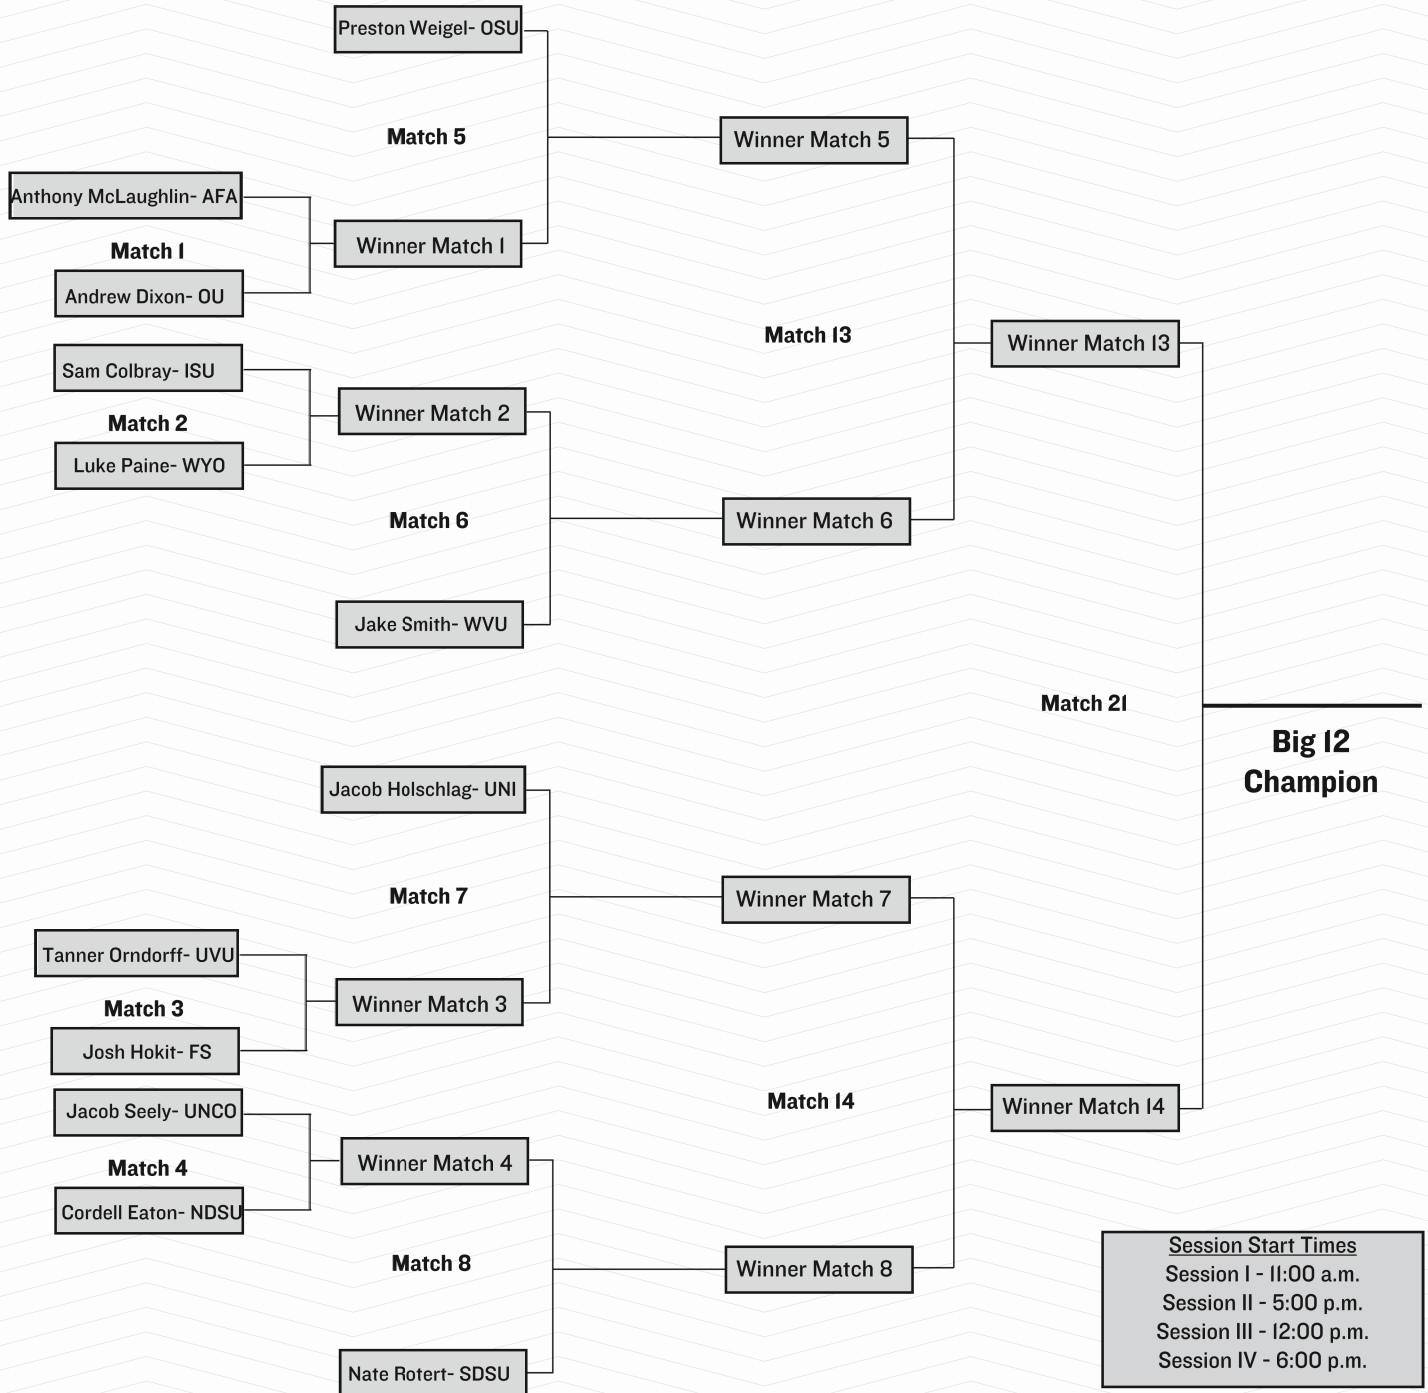 Preston Weigel- OSU
Match 5
Winner Match 5
Anthony McLaughlin- AFA
Match 1
Winner Match 1
Andrew Dixon- OU
Match 13
Winner Match 13
Sam Colbray- ISU
Match 2
Winner Match 2
Luke Paine- WYO
Match 6
Winner Match 6
Jake Smith- WVU
Match 21
Big 12
Champion
Jacob Holschlag- UNI
Match 7
Winner Match 7
Tanner Orndorff- UVU
Match 3
Winner Match 3
Josh Hokit- FS
Match 14
Winner Match 14
Jacob Seely- UNCO
Match 4
Winner Match 4
Cordell Eaton- NDSU
Match 8
Winner Match 8
Nate Rotert- SDSU
Session Start Times
Session I - 11:00 a.m.
Session II - 5:00 p.m.
Session III - 12:00 p.m.
Session IV - 6:00 p.m.